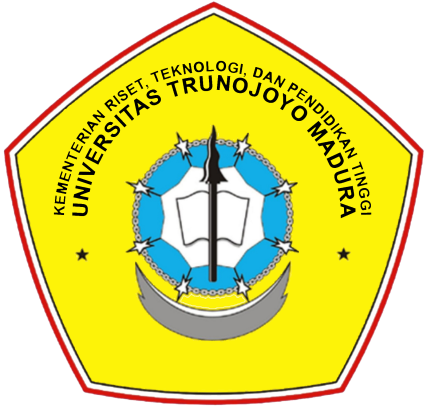 KEMENTERIAN RISET, TEKNOLOGI, DAN PENDIDIKAN TINGGI
UNIVERSITAS TRUNOJOYO MADURA